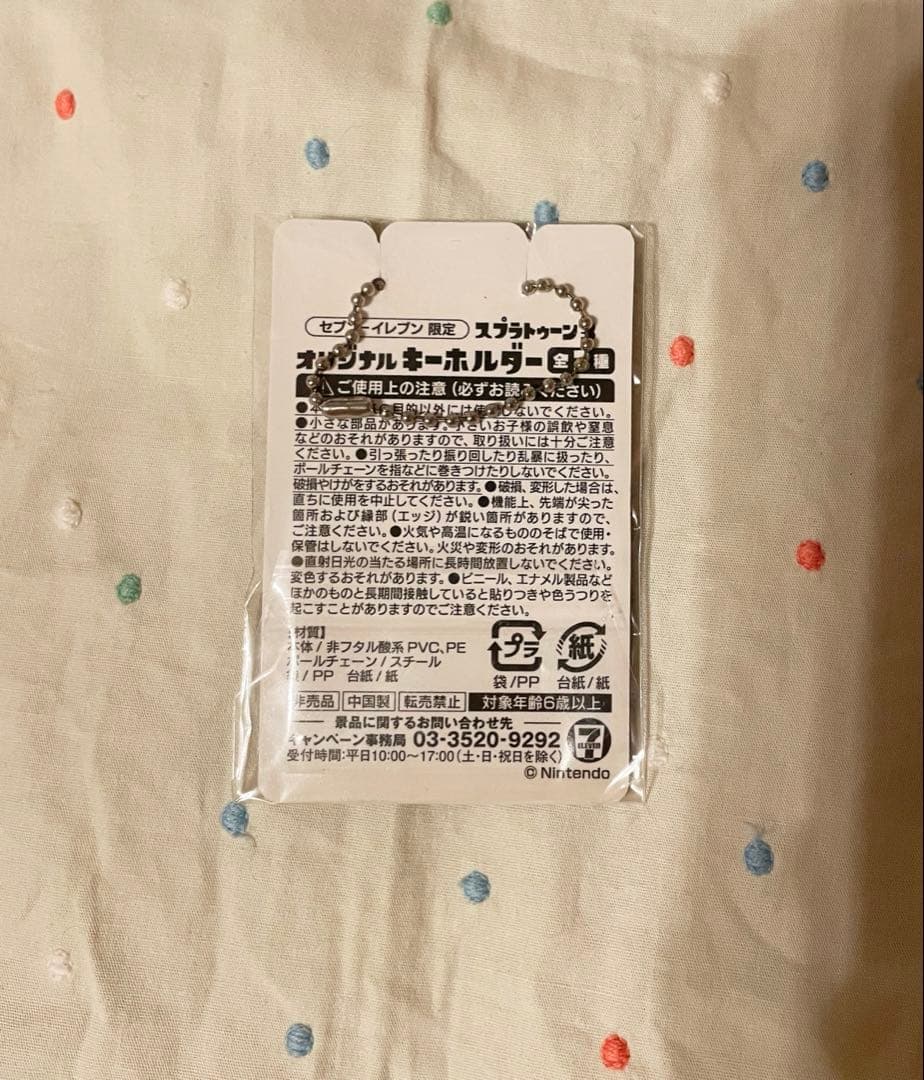 セブン-イレブン 限定 スプラトゥーン
オリジナル キーホルダー 全 種
⚠ご使用上の注意(必ずお読みください)
目的以外には使 しないでください。
●小さな部品があります。小さいお子様の誤飲や窒息
などのおそれがありますので、取り扱いには十分ご注意
ください。●引っ張ったり振り回したり乱暴に扱ったり、
ボールチェーンを指などに巻きつけたりしないでください。
破損やけがをするおそれがあります。●破損、変形した場合は、
直ちに使用を中止してください。●機能上、先端が尖った
箇所および縁部(エッジ)が鋭い箇所がありますので、
ご注意ください。●火気や高温になるもののそばで使用・
保管はしないでください。火災や変形のおそれがあります。
●直射日光の当たる場所に長時間放置しないでください。
変色するおそれがあります。●ビニール、エナメル製品など
ほかのものと長期間接触していると貼りつきや色うつりを
起こすことがありますのでご注意ください。
【材質】
本体/非フタル酸系PVC、PE
ボールチェーン/スチール
袋/PP 台紙/紙
プラ 紙
袋/PP 台紙/紙
非売品 中国製 転売禁止 対象年齢6歳以上
景品に関するお問い合わせ先
キャンペーン事務局 03-3520-9292
受付時間:平日10:00～17:00(土・日・祝日を除く)
7 ELEVEN
©Nintendo